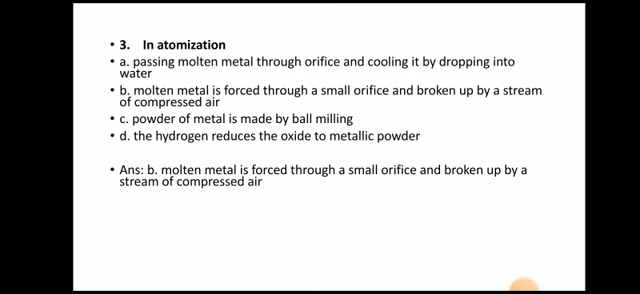 • 3. In atomization
• a. passing molten metal through orifice and cooling it by dropping into
water
• b. molten metal is forced through a small orifice and broken up by a stream
of compressed air
• c. powder of metal is made by ball milling
• d. the hydrogen reduces the oxide to metallic powder
• Ans: b. molten metal is forced through a small orifice and broken up by a
stream of compressed air